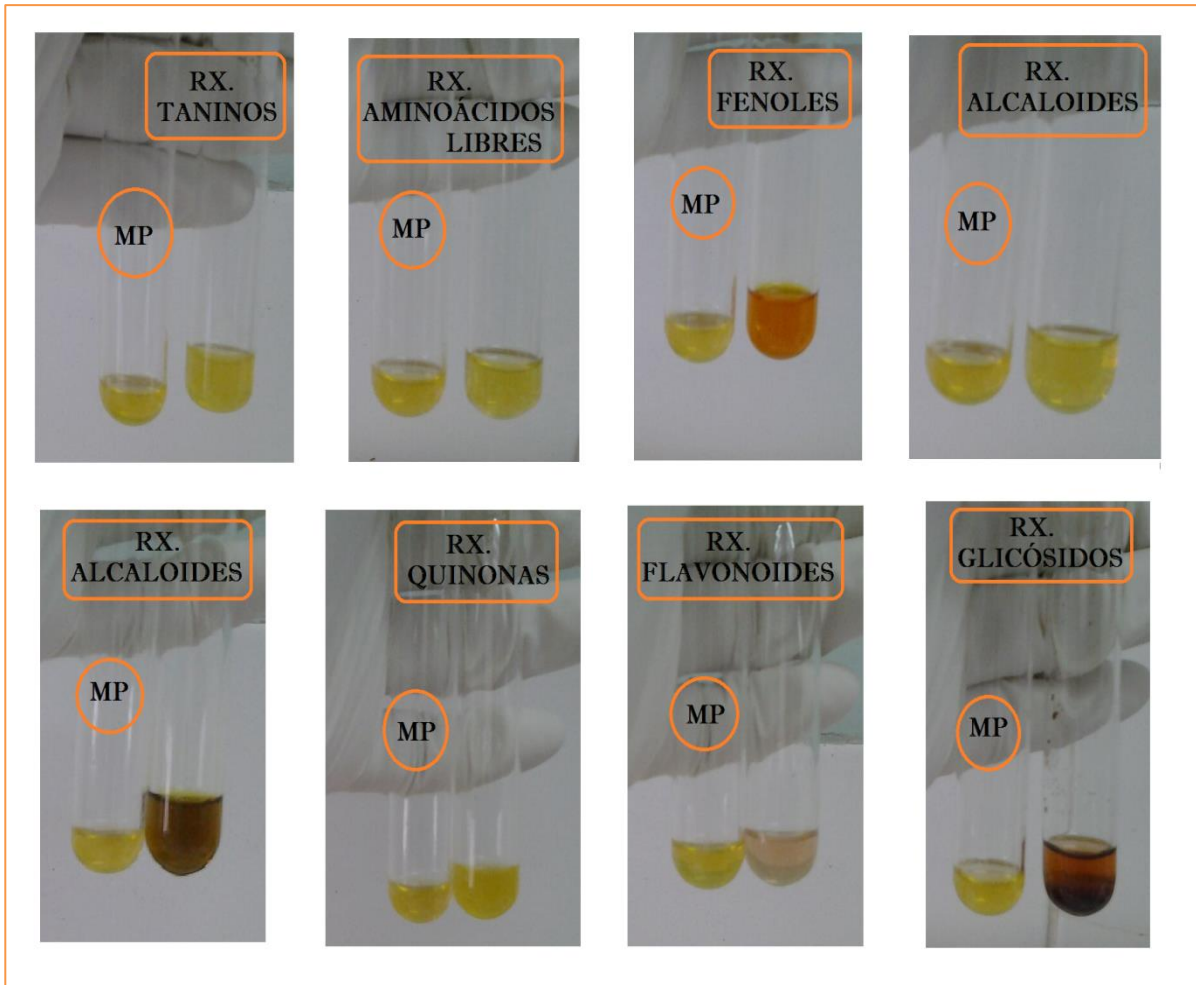 RX.
TANINOS
MP
RX.
AMINOÁCIDOS
LIBRES
MP
RX.
FENOLES
MP
RX.
ALCALOIDES
MP
RX.
ALCALOIDES
MP
RX.
QUINONAS
MP
RX.
FLAVONOIDES
MP
RX.
GLICÓSIDOS
MP